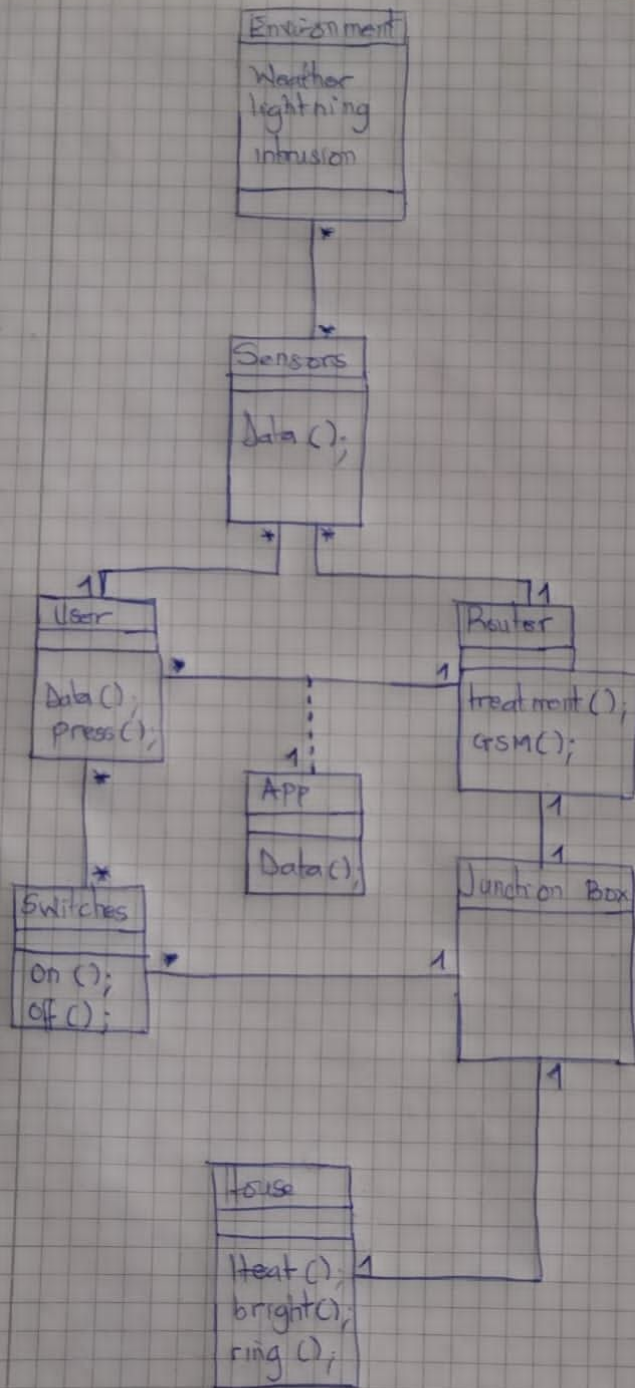 Environment
Weather
lightning
intrusion
*
*
Sensors
Data();
* *
1 1
User
Router
* 1
Data();
press();
treatment();
GSM();
1
App
Data();
*
*
1
1
Switches
Junction Box
on();
off();
* 1
1
House
Heat();
1
bright();
ring();